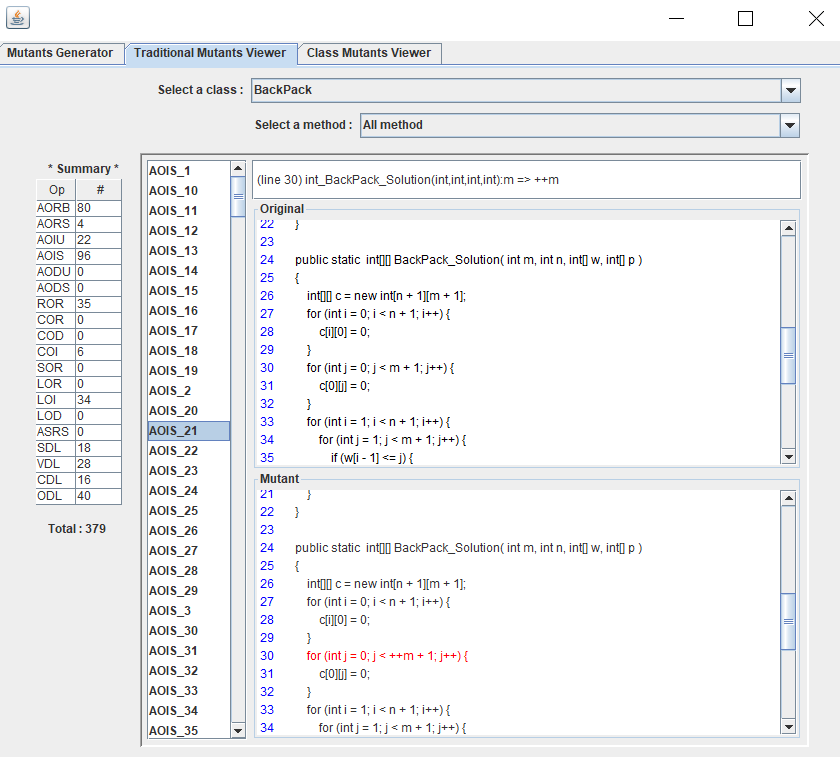 Mutants Generator Traditional Mutants Viewer Class Mutants Viewer
Select a class : BackPack
Select a method : All method
* Summary *
Op #
AORB 80
AORS 4
AOIU 22
AOIS 96
AODU 0
AODS 0
ROR 35
COR 0
COD 0
COI 6
SOR 0
LOR 0
LOI 34
LOD 0
ASRS 0
SDL 18
VDL 28
CDL 16
ODL 40
Total : 379
AOIS_1
AOIS_10
AOIS_11
AOIS_12
AOIS_13
AOIS_14
AOIS_15
AOIS_16
AOIS_17
AOIS_18
AOIS_19
AOIS_2
AOIS_20
AOIS_21
AOIS_22
AOIS_23
AOIS_24
AOIS_25
AOIS_26
AOIS_27
AOIS_28
AOIS_29
AOIS_3
AOIS_30
AOIS_31
AOIS_32
AOIS_33
AOIS_34
AOIS_35
(line 30) int_BackPack_Solution(int,int,int,int):m => ++m
Original
22 }
23
24 public static int[][] BackPack_Solution( int m, int n, int[] w, int[] p )
25 {
26 int[][] c = new int[n + 1][m + 1];
27 for (int i = 0; i < n + 1; i++) {
28 c[i][0] = 0;
29 }
30 for (int j = 0; j < m + 1; j++) {
31 c[0][j] = 0;
32 }
33 for (int i = 1; i < n + 1; i++) {
34 for (int j = 1; j < m + 1; j++) {
35 if (w[i - 1] <= j) {
Mutant
21 }
22 }
23
24 public static int[][] BackPack_Solution( int m, int n, int[] w, int[] p )
25 {
26 int[][] c = new int[n + 1][m + 1];
27 for (int i = 0; i < n + 1; i++) {
28 c[i][0] = 0;
29 }
30 for (int j = 0; j < ++m + 1; j++) {
31 c[0][j] = 0;
32 }
33 for (int i = 1; i < n + 1; i++) {
34 for (int j = 1; j < m + 1; j++) {